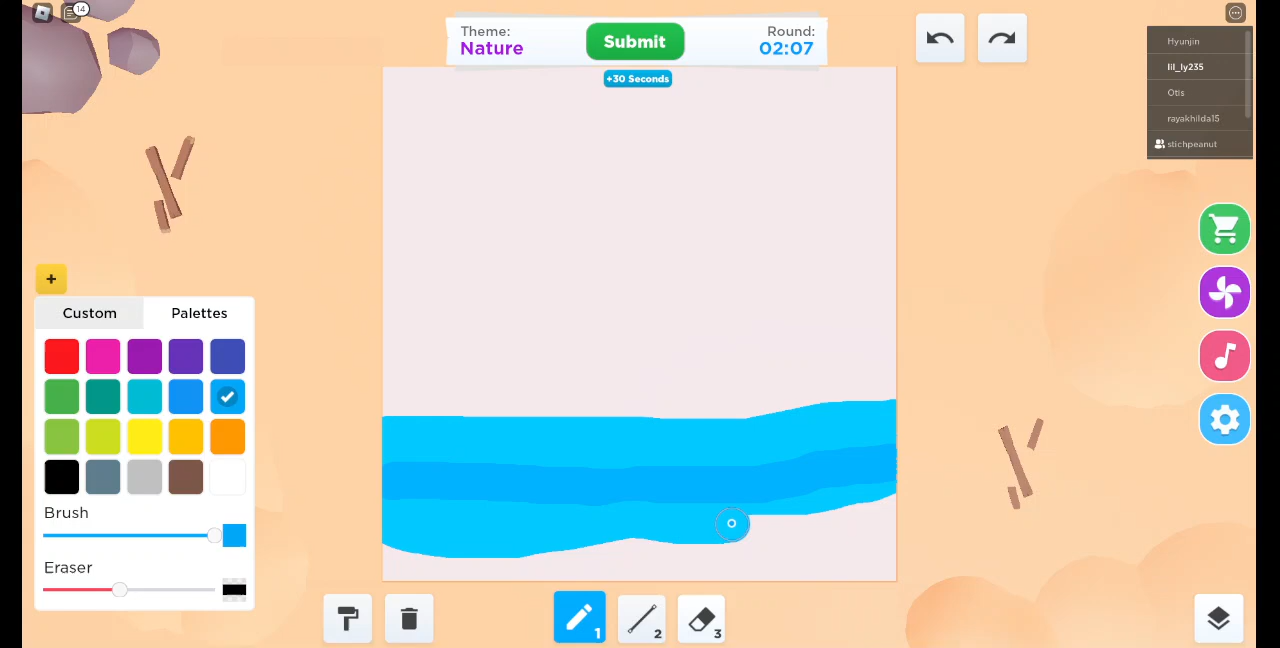 14
Theme:
Nature
Submit
Round:
02:07
+30 Seconds
Hyunjin
lil_ly235
Otis
rayakhilda15
stichpeanut
+
Custom
Palettes
Brush
Eraser
1
2
3